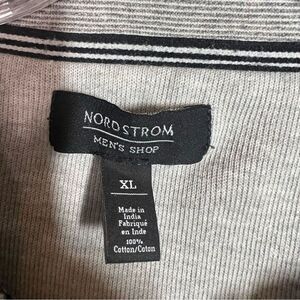 NORDSTROM
MEN'S SHOP
XL
Made in
India
Fabriqué
en Inde
100%
Cotton/Coton